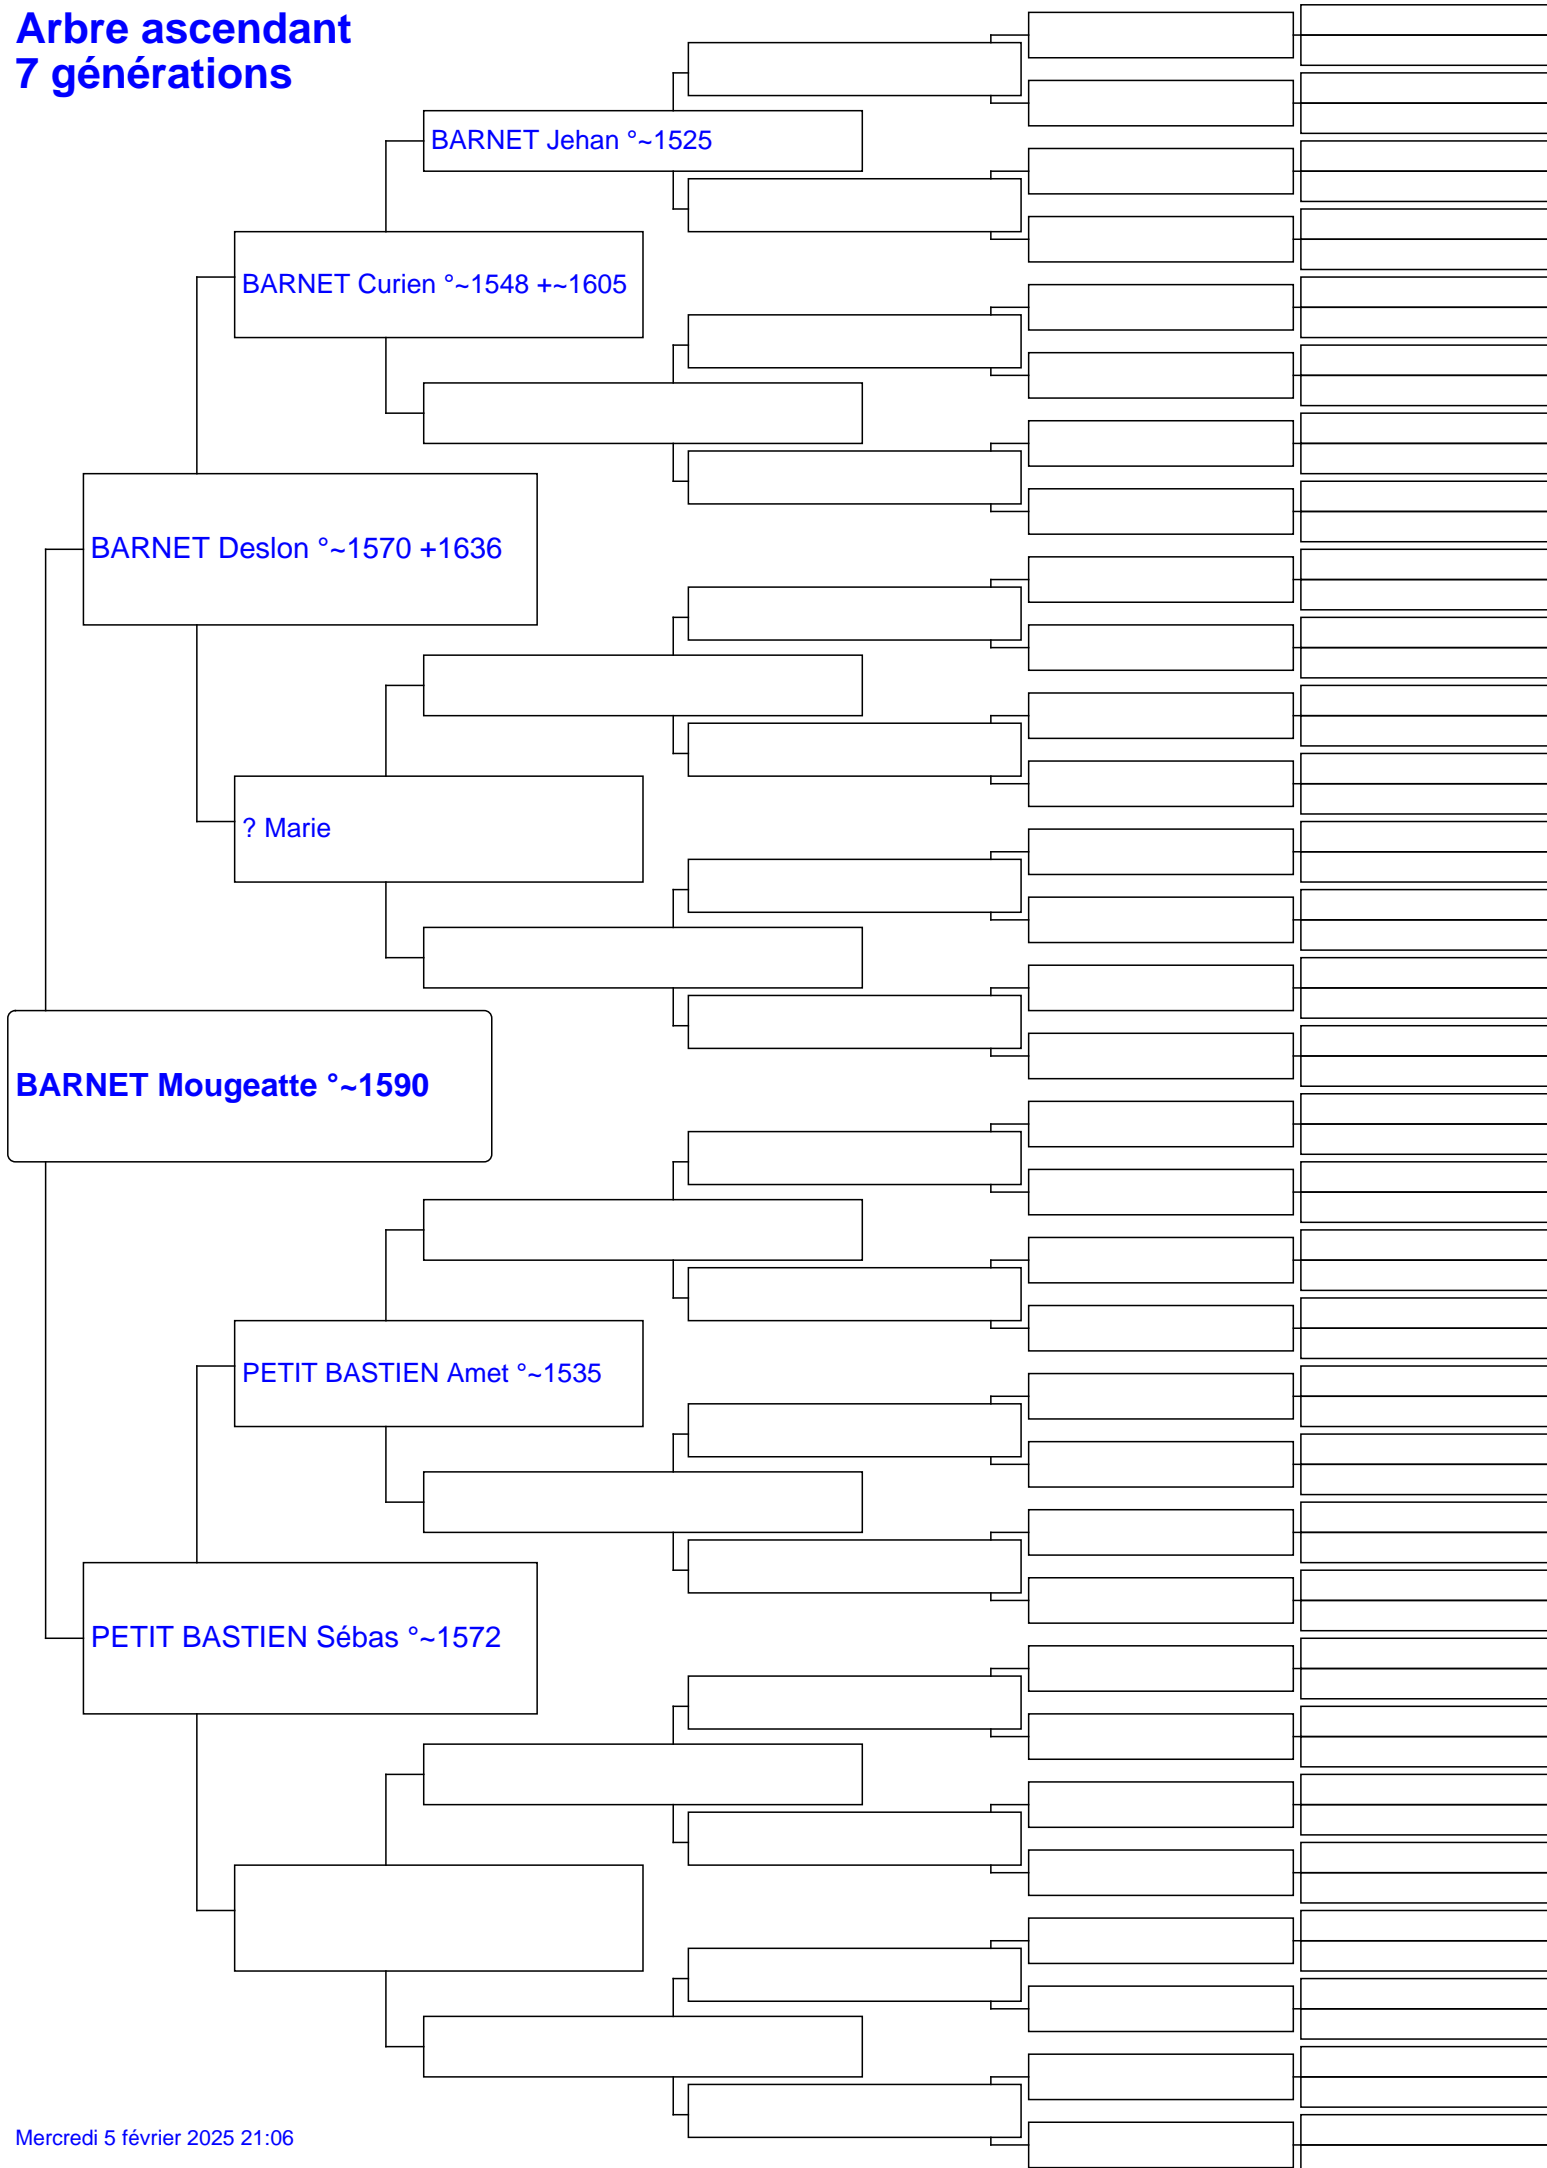 Arbre ascendant
7 générations
BARNET Jehan °~1525
BARNET Curien °~1548 +~1605
BARNET Deslon °~1570 +1636
? Marie
BARNET Mougeatte °~1590
PETIT BASTIEN Amet °~1535
PETIT BASTIEN Sébas °~1572
Mercredi 5 février 2025 21:06